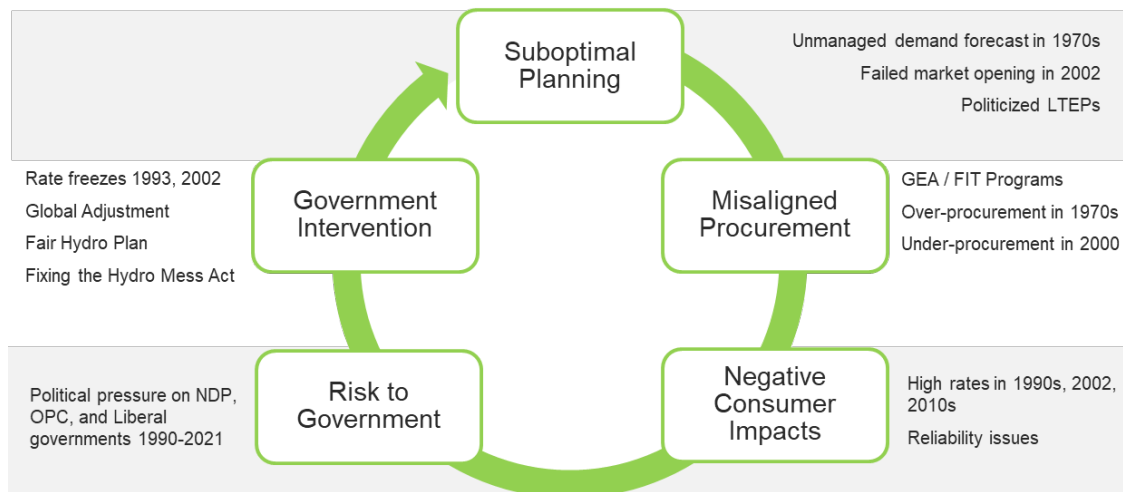 Suboptimal
Planning
Unmanaged demand forecast in 1970s
Failed market opening in 2002
Politicized LTEPs
Rate freezes 1993, 2002
Global Adjustment
Fair Hydro Plan
Fixing the Hydro Mess Act
Government
Intervention
Misaligned
Procurement
GEA / FIT Programs
Over-procurement in 1970s
Under-procurement in 2000
Political pressure on NDP,
OPC, and Liberal
governments 1990-2021
Risk to
Government
Negative
Consumer
Impacts
High rates in 1990s, 2002,
2010s
Reliability issues